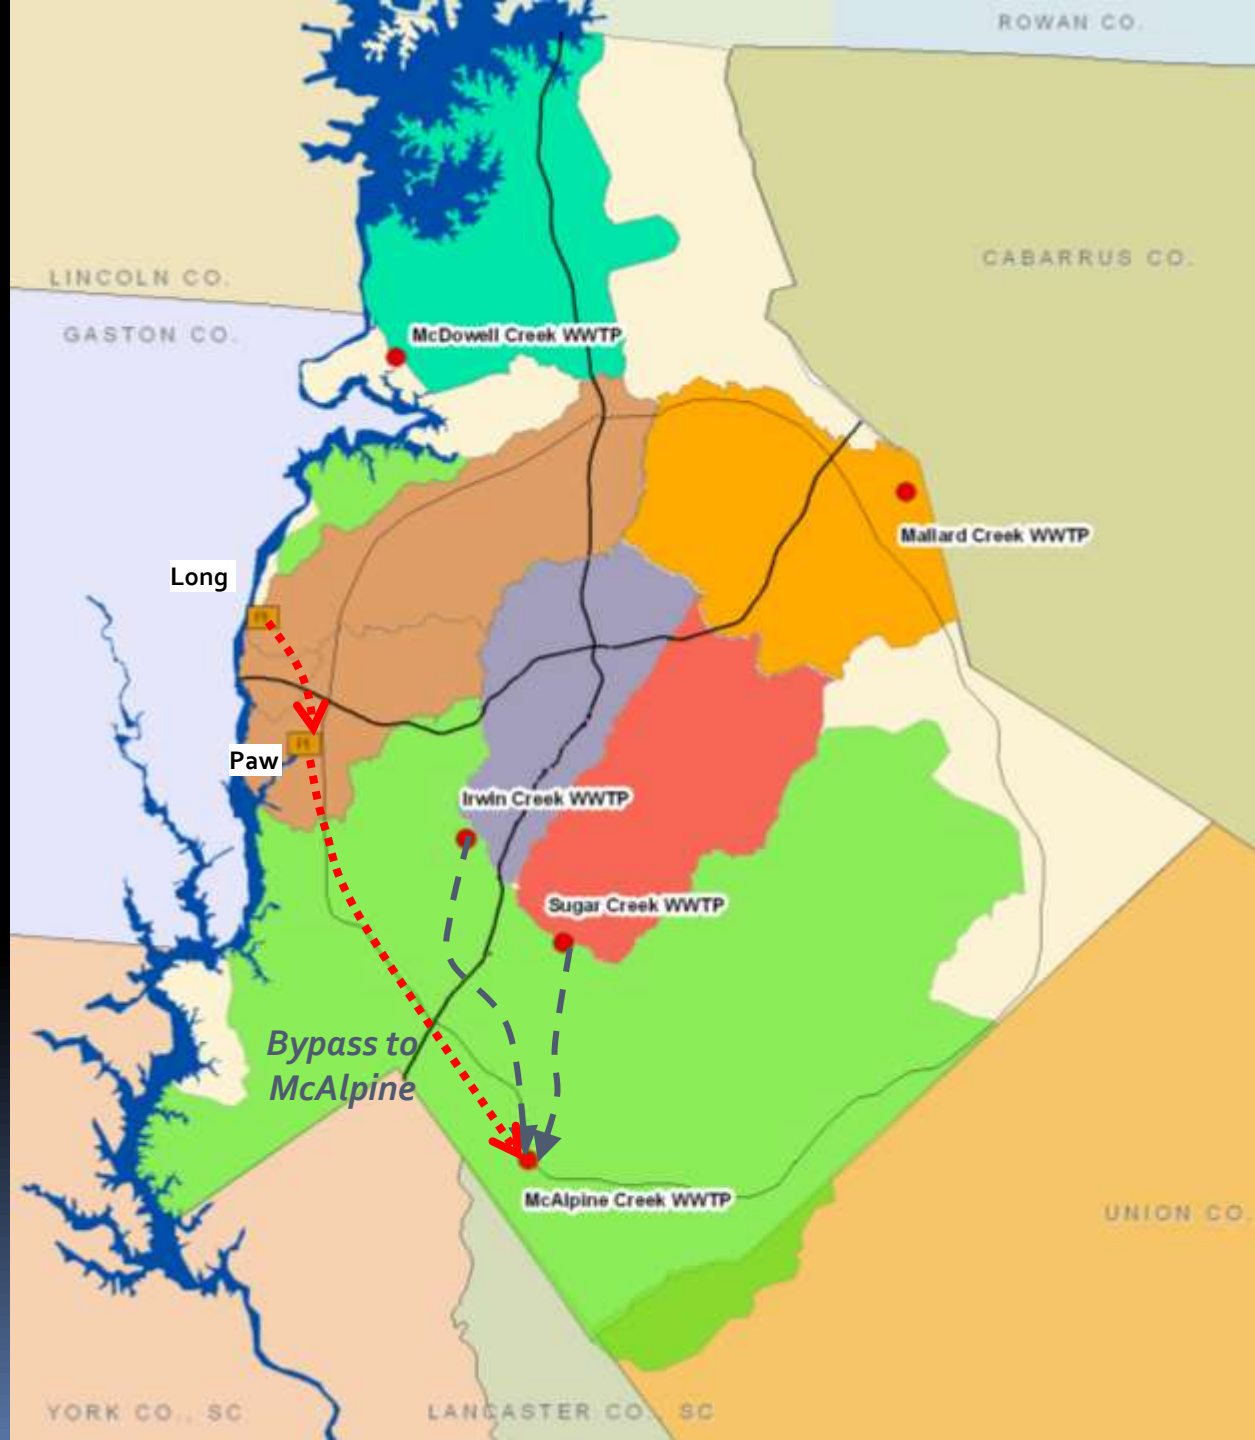 ROWAN CO.
CABARRUS CO.
LINCOLN CO.
GASTON CO.
McDowell Creek WWTP
Mallard Creek WWTP
Long
Paw
Irwin Creek WWTP
Sugar Creek WWTP
Bypass to
McAlpine
McAlpine Creek WWTP
UNION CO.
YORK CO., SC
LANCASTER CO., SC